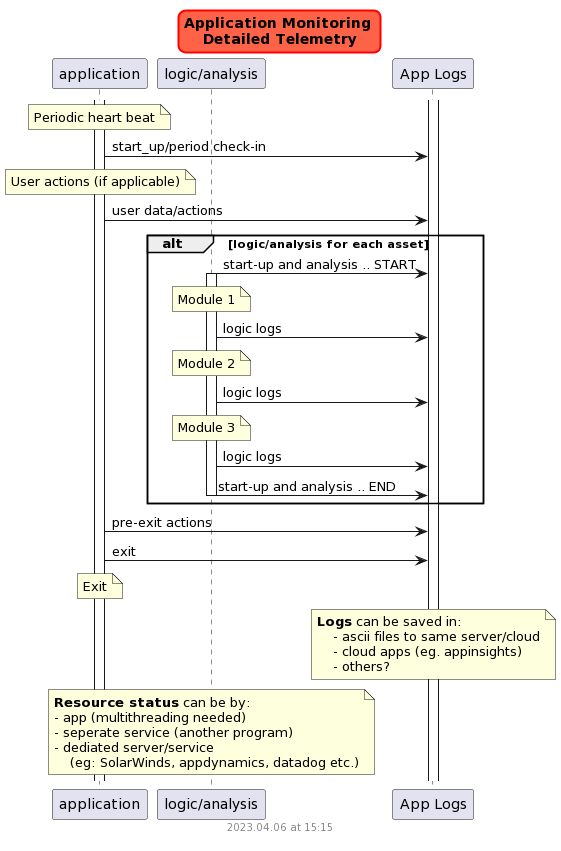 Application Monitoring
Detailed Telemetry
application logic/analysis App Logs
Periodic heart beat
start_up/period check-in
User actions (if applicable)
user data/actions
alt [logic/analysis for each asset]
start-up and analysis .. START
Module 1
logic logs
Module 2
logic logs
Module 3
logic logs
start-up and analysis .. END
pre-exit actions
exit
Exit
Logs can be saved in:
- ascii files to same server/cloud
- cloud apps (eg. appinsights)
- others?
Resource status can be by:
- app (multithreading needed)
- seperate service (another program)
- dediated server/service
(eg: SolarWinds, appdynamics, datadog etc.)
application logic/analysis App Logs
2023.04.06 at 15:15